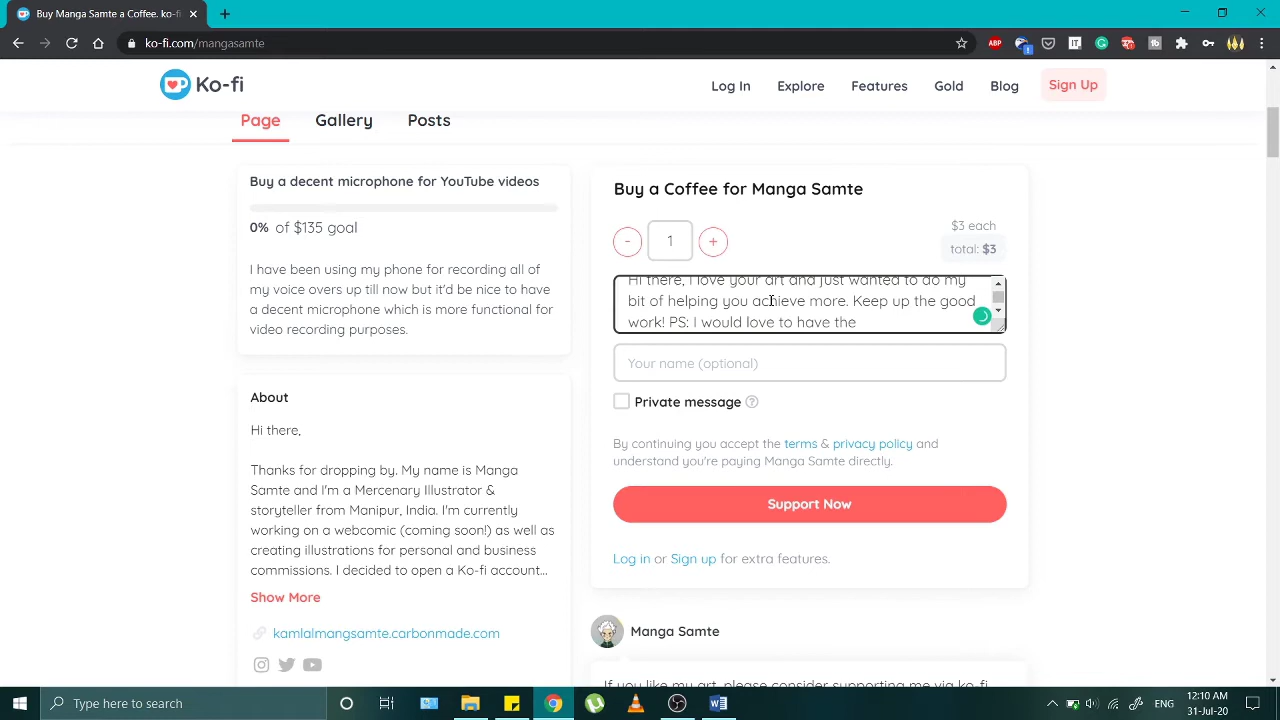 Buy Manga Samte a Coffee. ko-fi
ko-fi.com/mangasamte
ABP
Ko-fi
Log In
Explore
Features
Gold
Blog
Sign Up
Page
Gallery
Posts
Buy a decent microphone for YouTube videos
0% of $135 goal
I have been using my phone for recording all of
my voice overs up till now but it'd be nice to have
a decent microphone which is more functional for
video recording purposes.
About
Hi there,
Thanks for dropping by. My name is Manga
Samte and I'm a Mercenary Illustrator &
storyteller from Manipur, India. I'm currently
working on a webcomic (coming soon!) as well as
creating illustrations for personal and business
commissions. I decided to open a Ko-fi account...
Show More
kamlalmangsamte.carbonmade.com
Buy a Coffee for Manga Samte
- 1 +
$3 each
total: $3
Hi there, I love your art and just wanted to do my
bit of helping you achieve more. Keep up the good
work! PS: I would love to have the
Your name (optional)
Private message ?
By continuing you accept the terms & privacy policy and
understand you're paying Manga Samte directly.
Support Now
Log in or Sign up for extra features.
Manga Samte
If you like my art, please consider supporting me via ko-fi
Type here to search
ENG
12:10 AM
31-Jul-20